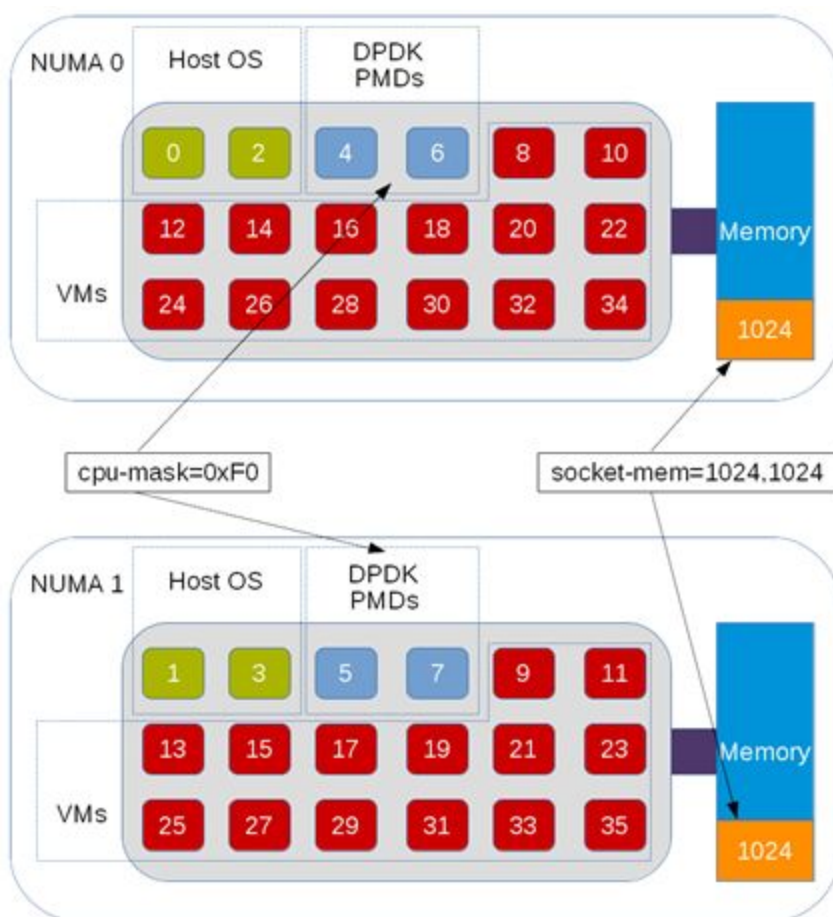 NUMA 0
Host OS
DPDK
PMDs
0 2 4 6 8 10
12 14 16 18 20 22
Memory
VMs
24 26 28 30 32 34
1024
cpu-mask=0xF0
socket-mem=1024,1024
NUMA 1
Host OS
DPDK
PMDs
1 3 5 7 9 11
13 15 17 19 21 23
Memory
VMs
25 27 29 31 33 35
1024